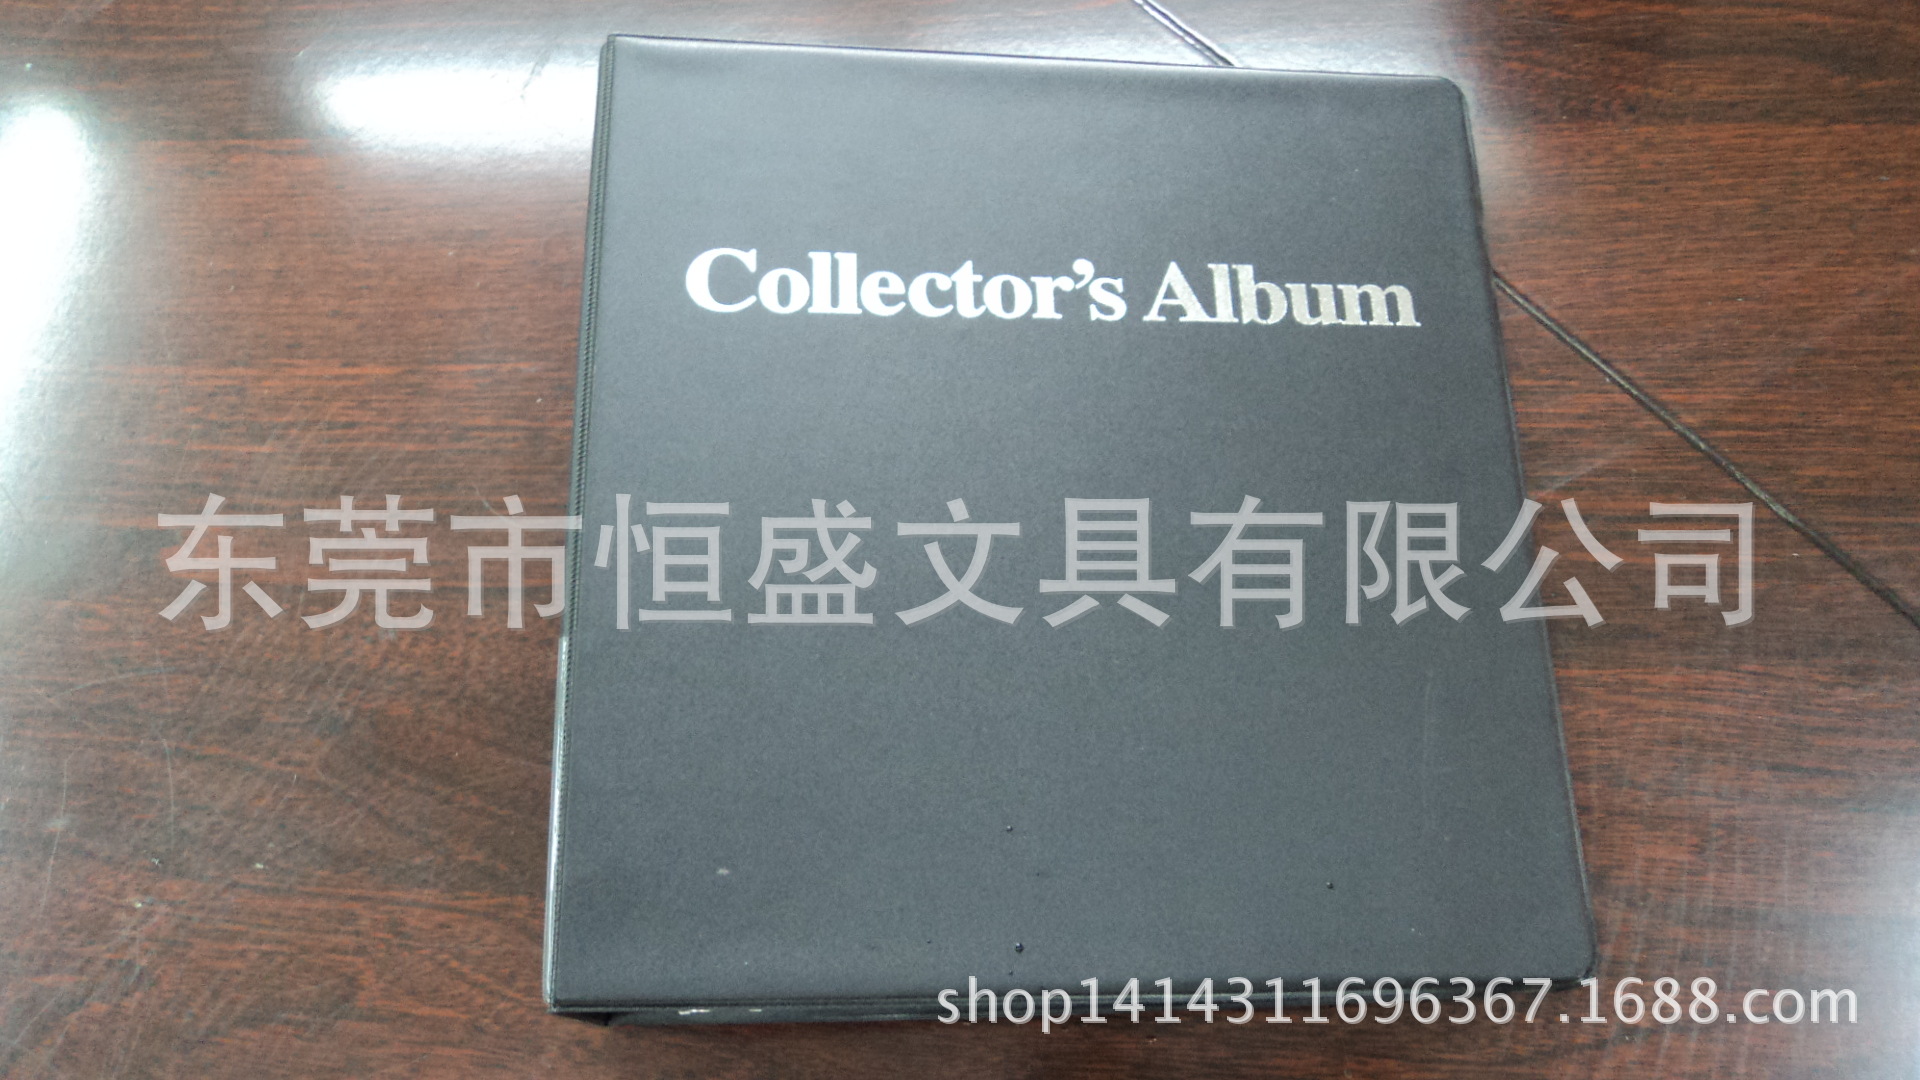 Collector's Album
东莞市恒盛文具有限公司
shop1414311696367.1688.com